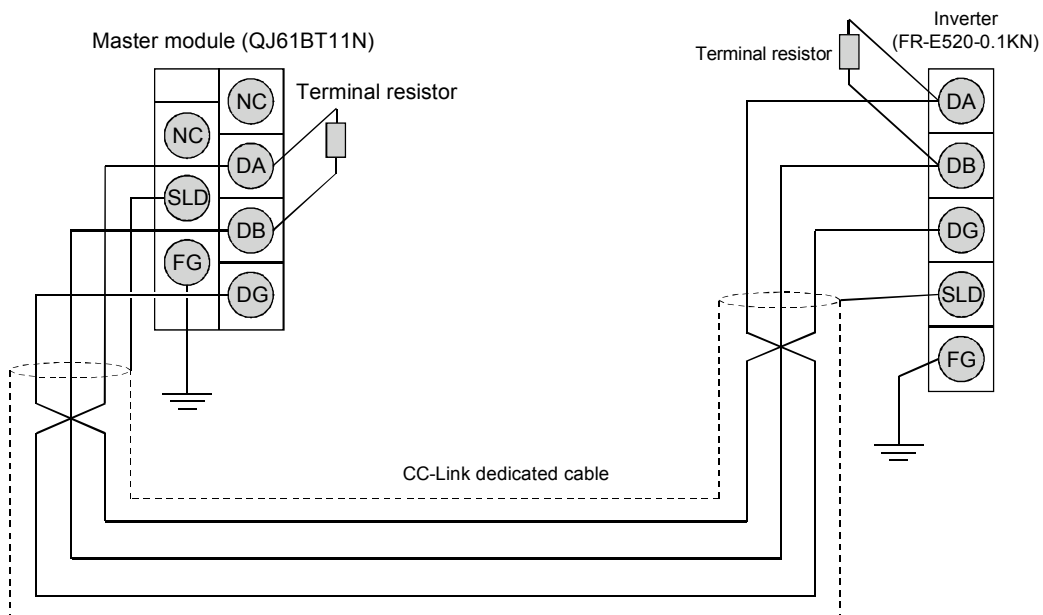 Master module (QJ61BT11N)
NC
NC
Terminal resistor
DA
SLD
DB
FG
DG
Inverter
(FR-E520-0.1KN)
Terminal resistor
DA
DB
DG
SLD
FG
CC-Link dedicated cable